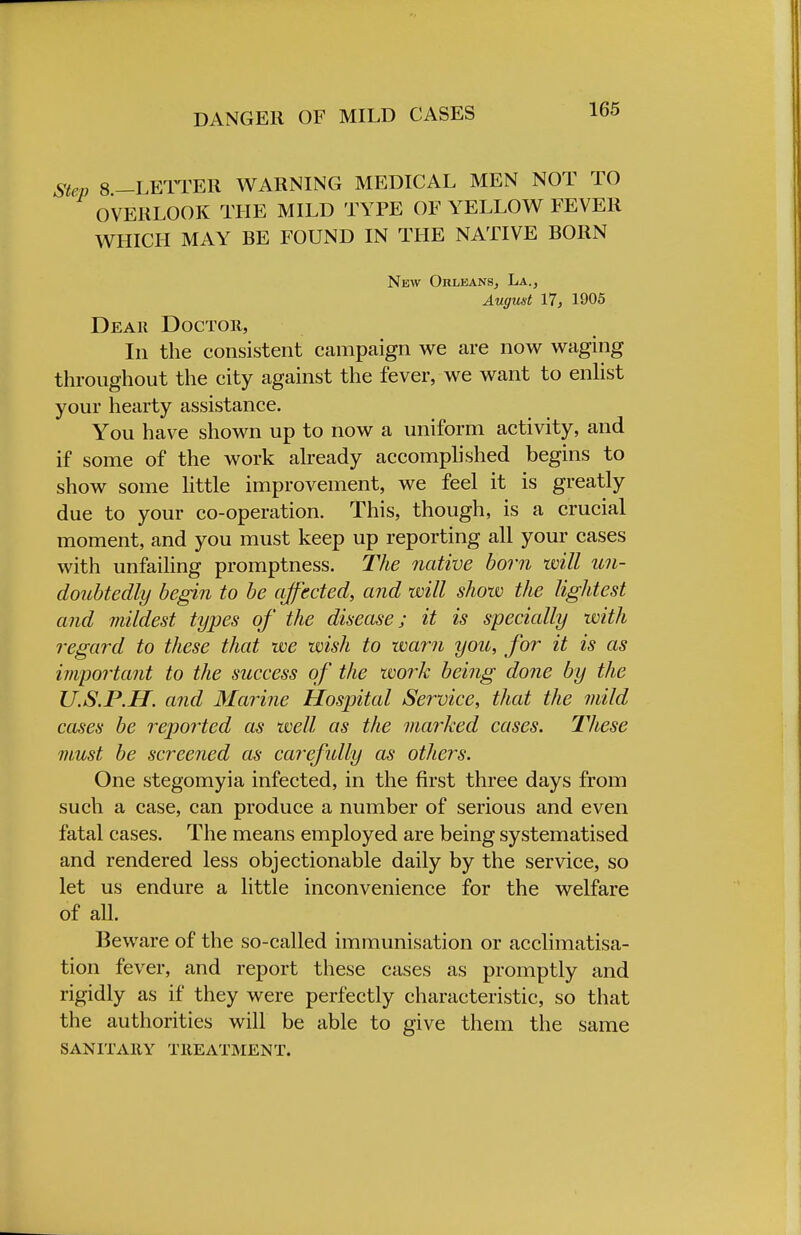 DANGER OF MILD CASES 165
Step 8.—LETTER WARNING MEDICAL MEN NOT TO
OVERLOOK THE MILD TYPE OF YELLOW FEVER
WHICH MAY BE FOUND IN THE NATIVE BORN
New Orleans, La.,
August 17, 1905
Dear Doctor,
In the consistent campaign we are now waging
throughout the city against the fever, we want to enlist
your hearty assistance.
You have shown up to now a uniform activity, and
if some of the work already accomplished begins to
show some little improvement, we feel it is greatly
due to your co-operation. This, though, is a crucial
moment, and you must keep up reporting all your cases
with unfailing promptness. The native born will un-
doubtedly begin to be affected, and will show the lightest
and mildest types of the disease; it is specially with
regard to these that we wish to warn you, for it is as
important to the success of the work being done by the
U.S.P.H. and Marine Hospital Service, that the mild
cases be reported as well as the marked cases. These
must be screened as carefully as others.
One stegomyia infected, in the first three days from
such a case, can produce a number of serious and even
fatal cases. The means employed are being systematised
and rendered less objectionable daily by the service, so
let us endure a little inconvenience for the welfare
of all.
Beware of the so-called immunisation or acclimatisa-
tion fever, and report these cases as promptly and
rigidly as if they were perfectly characteristic, so that
the authorities will be able to give them the same
SANITARY TREATMENT.